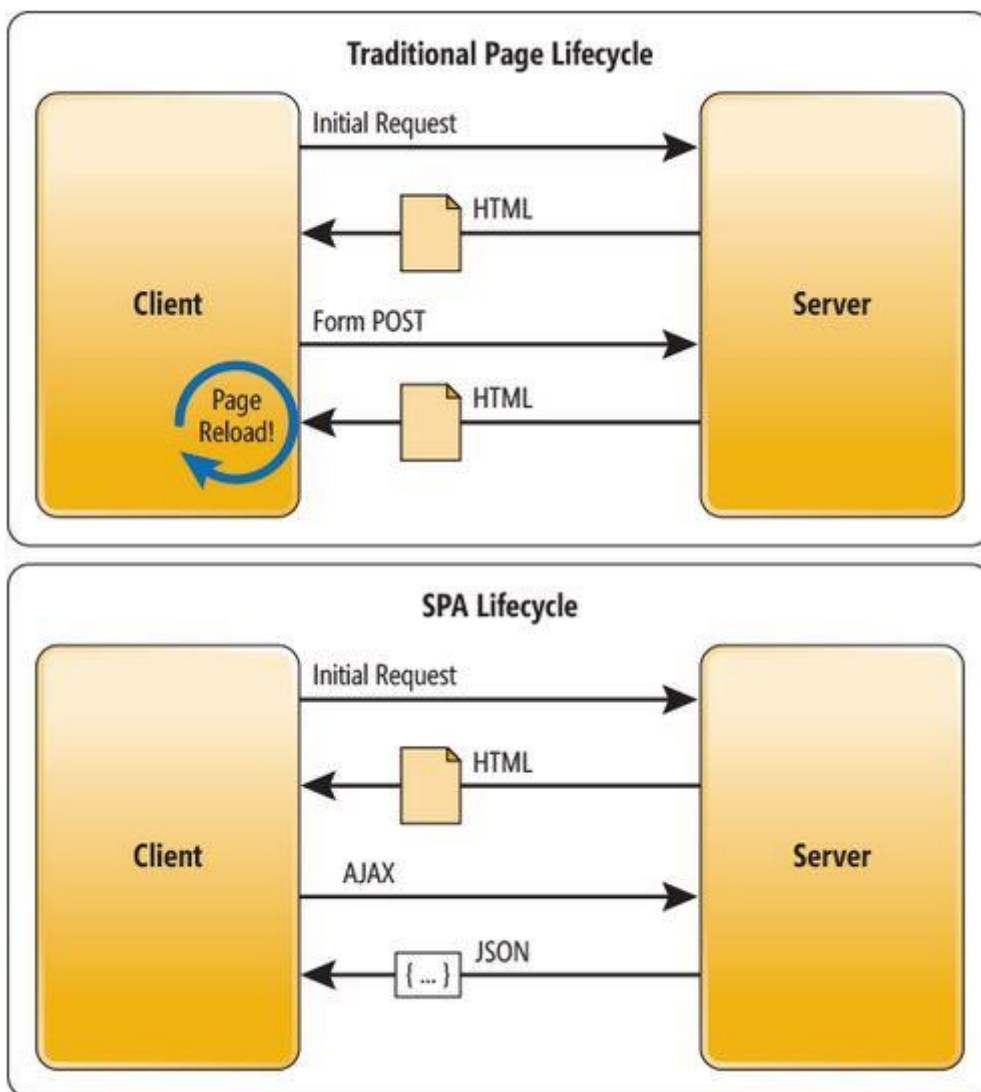 Traditional Page Lifecycle
Initial Request
HTML
Client
Server
Form POST
Page
Reload!
HTML
SPA Lifecycle
Initial Request
HTML
Client
Server
AJAX
JSON
{ ... }